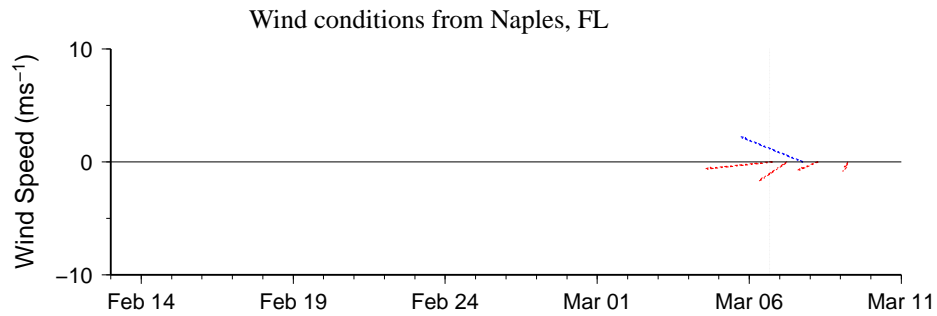 Wind conditions from Naples, FL
Wind Speed (ms⁻¹)
10
0
−10
Feb 14 Feb 19 Feb 24 Mar 01 Mar 06 Mar 11